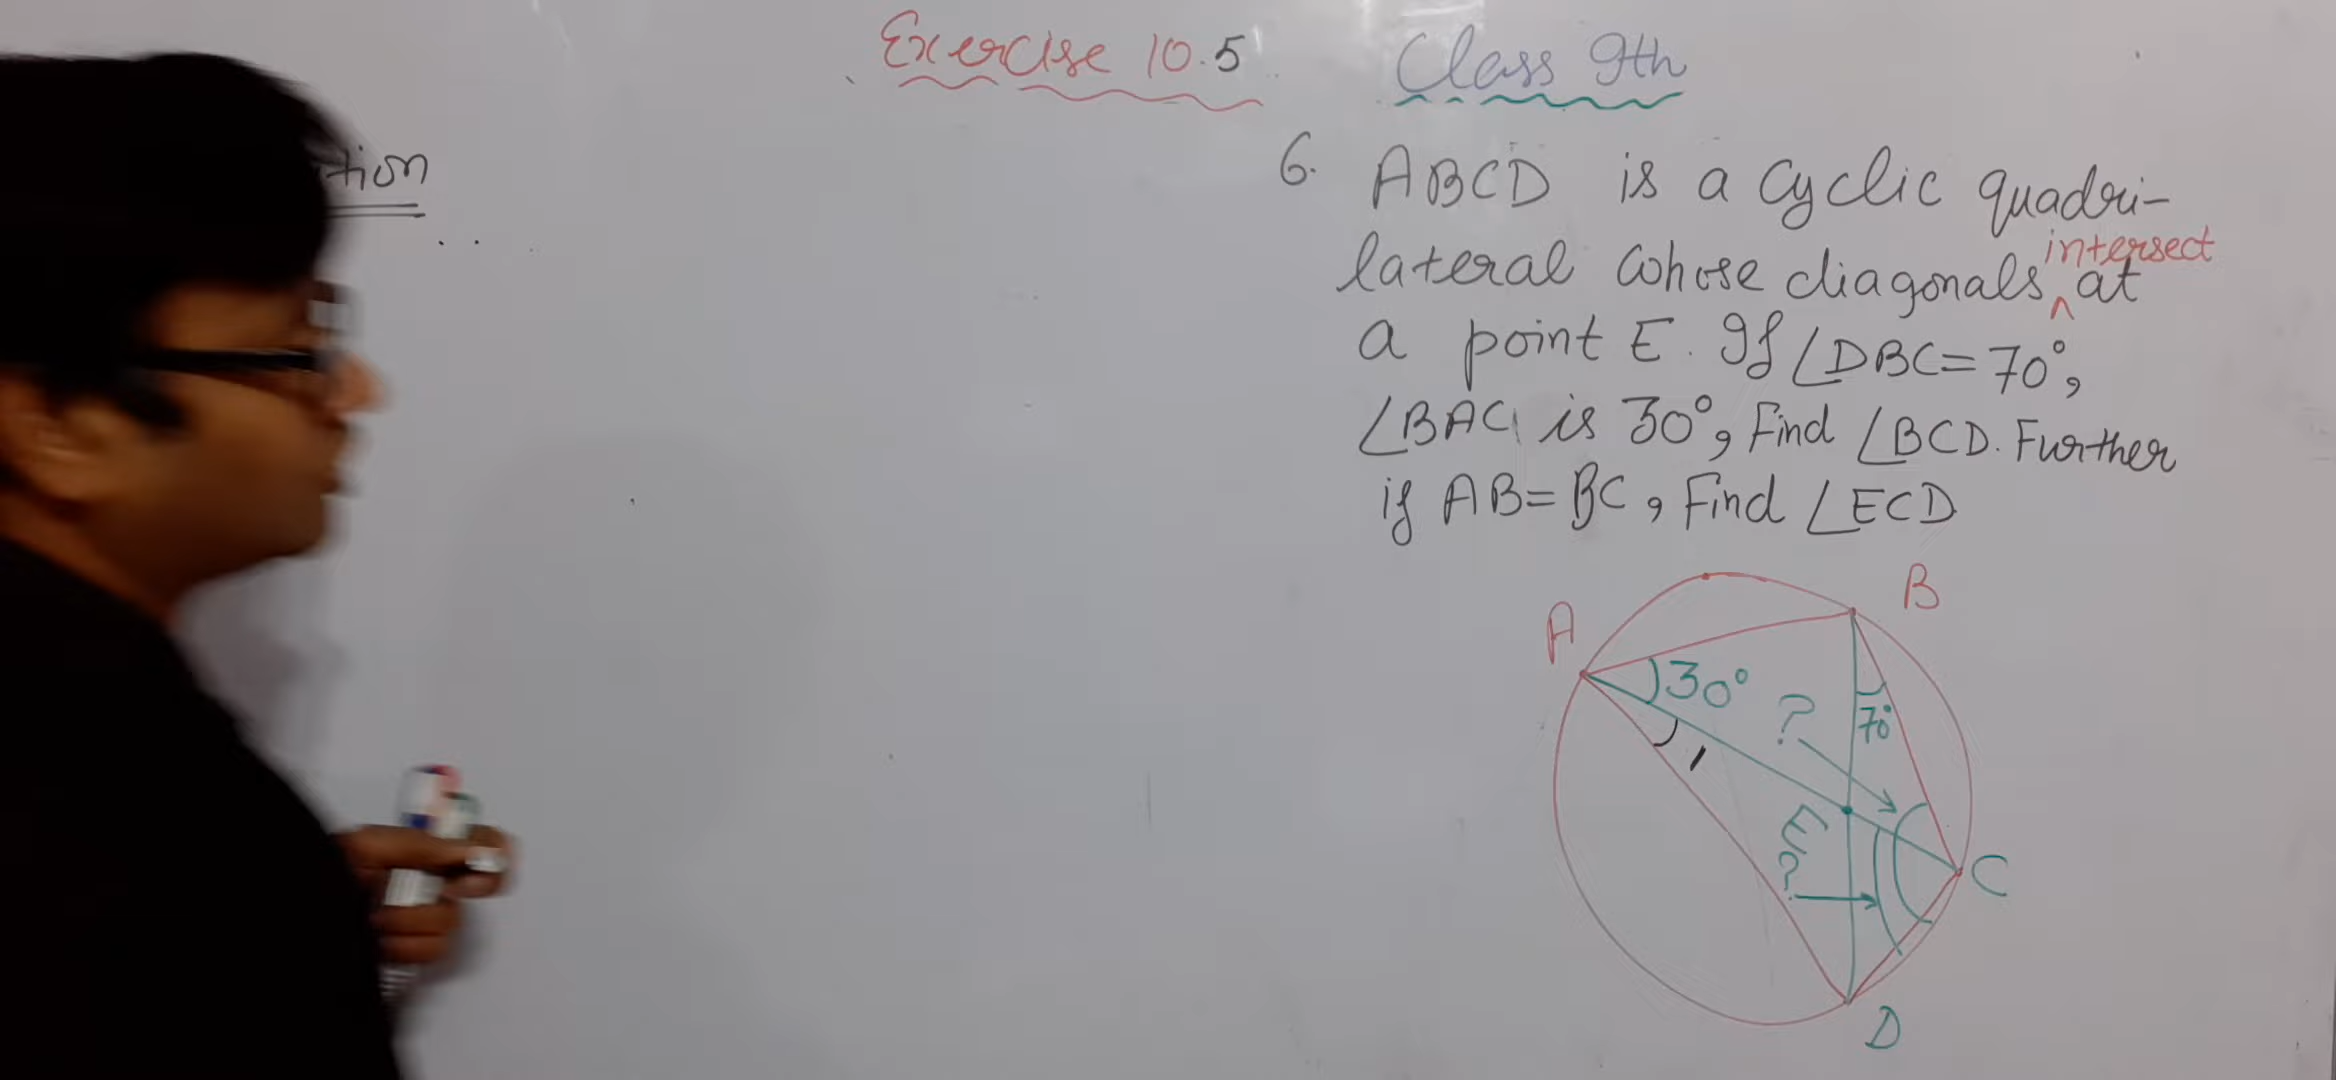 Exercise 10.5 Class 9th
tion
6. ABCD is a cyclic quadri-
lateral whose diagonals intersect at
a point E. If ∠DBC=70°,
∠BAC is 30°, Find ∠BCD. Further
if AB=BC, Find ∠ECD
B
A
30°
?
70°
1
E
?
C
D